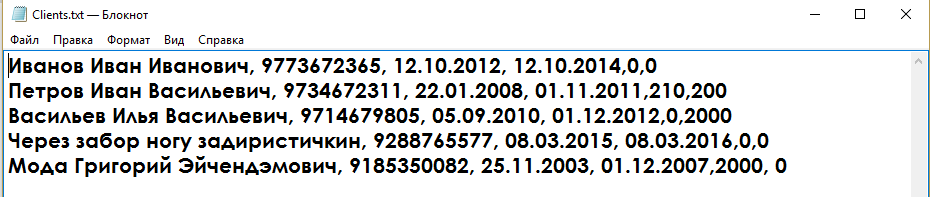 Clients.txt — Блокнот
Файл Правка Формат Вид Справка
Иванов Иван Иванович, 9773672365, 12.10.2012, 12.10.2014,0,0
Петров Иван Васильевич, 9734672311, 22.01.2008, 01.11.2011,210,200
Васильев Илья Васильевич, 9714679805, 05.09.2010, 01.12.2012,0,2000
Через забор ногу задиристичкин, 9288765577, 08.03.2015, 08.03.2016,0,0
Мода Григорий Эйчендэмович, 9185350082, 25.11.2003, 01.12.2007,2000, 0